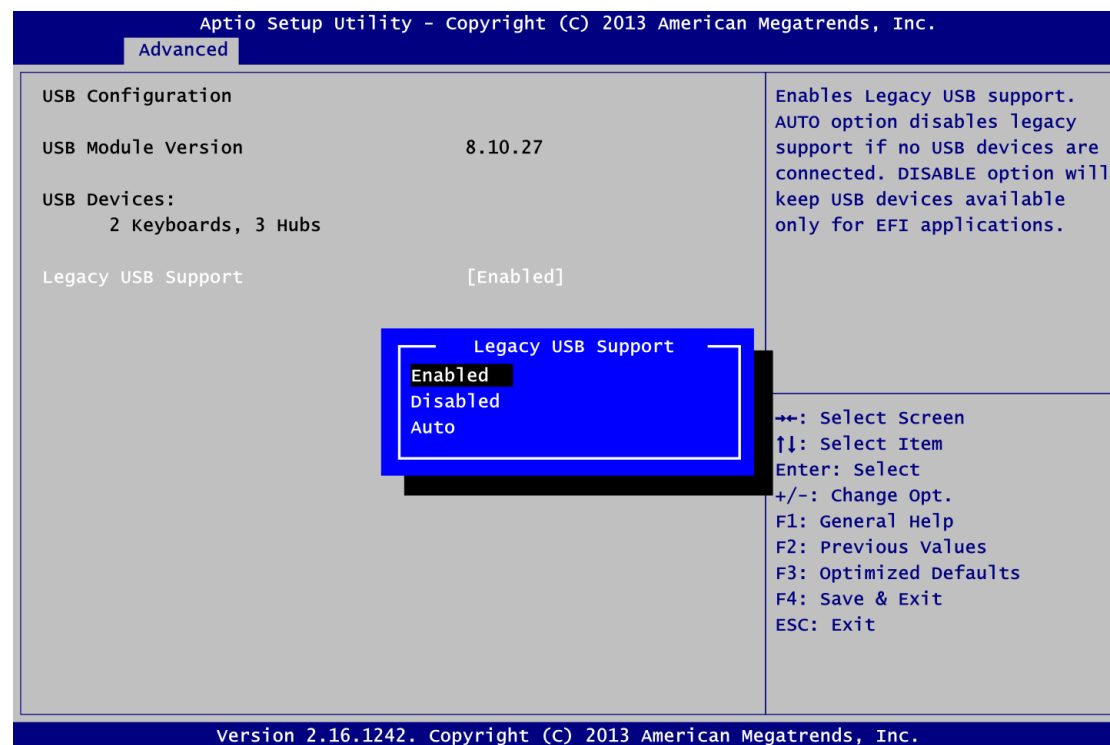 Aptio Setup Utility - Copyright (C) 2013 American Megatrends, Inc.
Advanced
USB Configuration
USB Module Version 8.10.27
USB Devices:
2 Keyboards, 3 Hubs
Legacy USB Support [Enabled]
Legacy USB Support
Enabled
Disabled
Auto
Enables Legacy USB support.
AUTO option disables legacy
support if no USB devices are
connected. DISABLE option will
keep USB devices available
only for EFI applications.
→←: Select Screen
↑↓: Select Item
Enter: Select
+/-: Change Opt.
F1: General Help
F2: Previous Values
F3: Optimized Defaults
F4: Save & Exit
ESC: Exit
Version 2.16.1242. Copyright (C) 2013 American Megatrends, Inc.